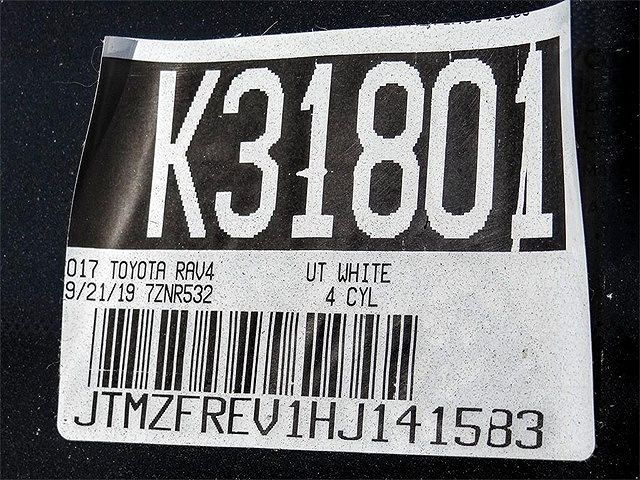 K31801
017 TOYOTA RAV4 UT WHITE
9/21/19 7ZNR532 4 CYL
JTMZFREV1HJ141583